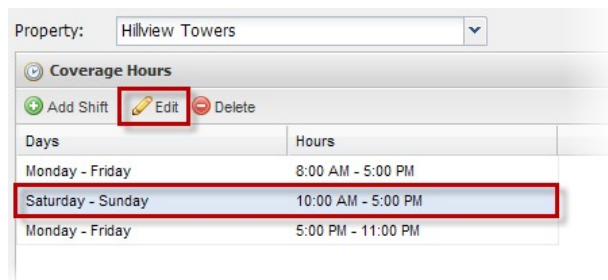 Property: Hillview Towers
Coverage Hours
Add Shift Edit Delete
Days Hours
Monday - Friday 8:00 AM - 5:00 PM
Saturday - Sunday 10:00 AM - 5:00 PM
Monday - Friday 5:00 PM - 11:00 PM